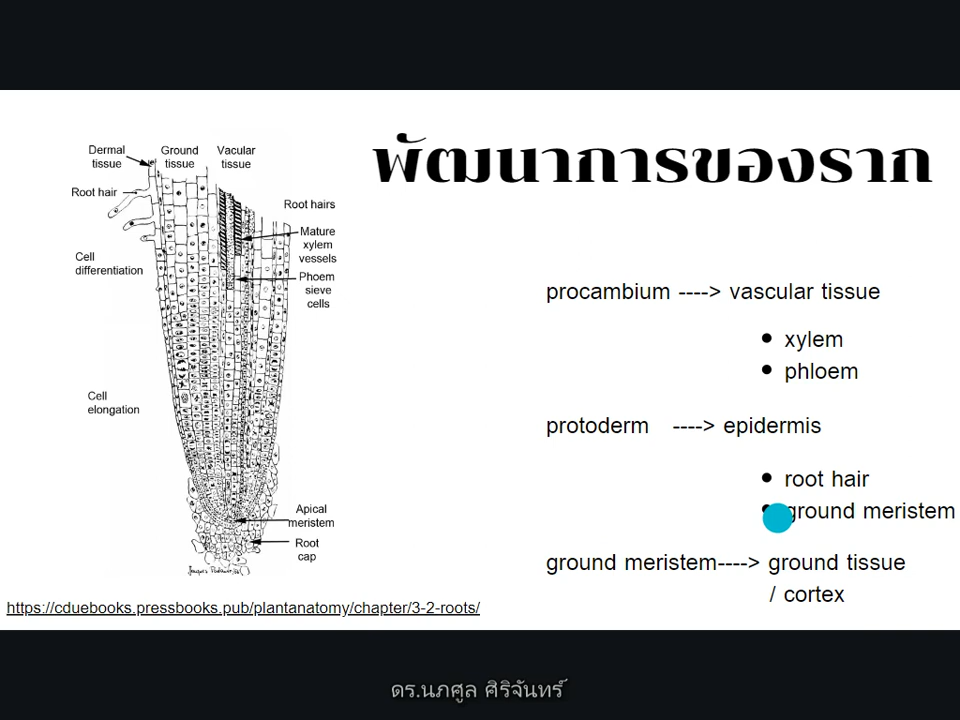 พัฒนาการของราก
Dermal
tissue
Ground
tissue
Vacular
tissue
Root hair
Root hairs
Mature
xylem
vessels
Cell
differentiation
Phoem
sieve
cells
Cell
elongation
Apical
meristem
Root
cap
procambium ----> vascular tissue
• xylem
• phloem
protoderm ----> epidermis
• root hair
• ground meristem
ground meristem----> ground tissue
/ cortex
https://cduebooks.pressbooks.pub/plantanatomy/chapter/3-2-roots/
ดร.นภศูล ศิริจันทร์